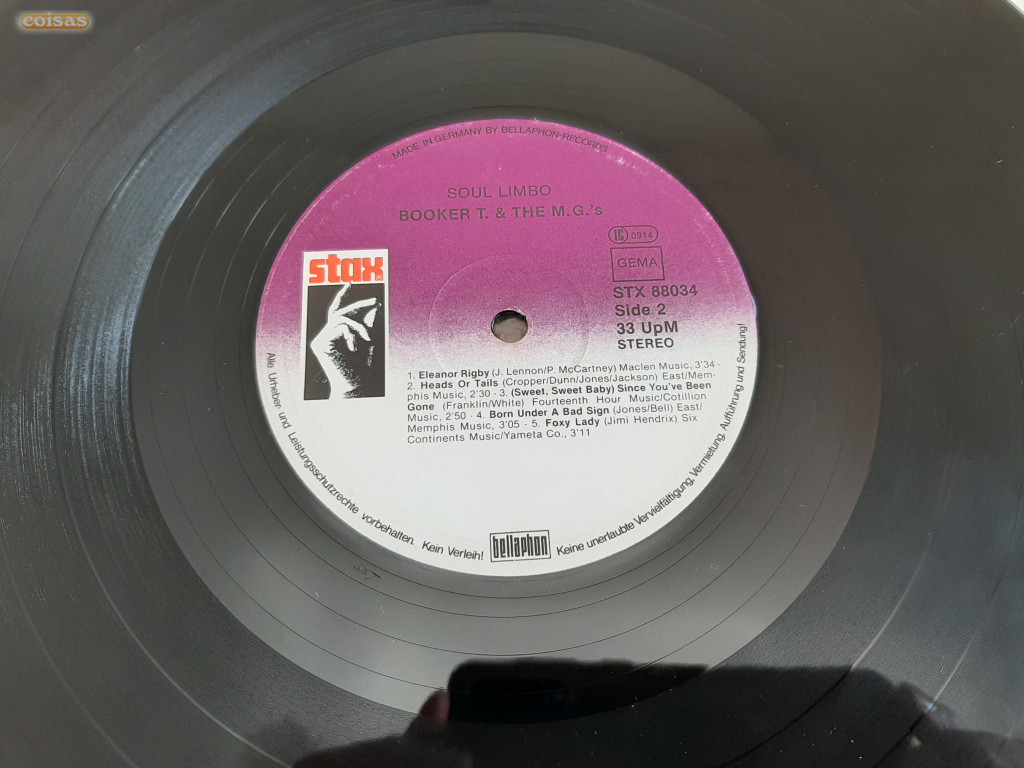 coisas
MADE IN GERMANY BY BELLAPHON-RECORDS
SOUL LIMBO
BOOKER T. & THE M.G.'s
LC 0914
GEMA
stax
STX 88034
Side 2
33 UpM
STEREO
1. Eleanor Rigby (J. Lennon/P. McCartney) Maclen Music, 3'34 -
2. Heads Or Tails (Cropper/Dunn/Jones/Jackson) East/Mem-
phis Music, 2'30 - 3. (Sweet, Sweet Baby) Since You've Been
Gone (Franklin/White) Fourteenth Hour Music/Cotillion
Music, 2'50 - 4. Born Under A Bad Sign (Jones/Bell) East/
Memphis Music, 3'05 - 5. Foxy Lady (Jimi Hendrix) Six
Continents Music/Yameta Co., 3'11
Alle Urheber- und Leistungsschutzrechte vorbehalten. Kein Verleih! Keine unerlaubte Vervielfältigung, Vermietung, Aufführung und Sendung!
bellaphon